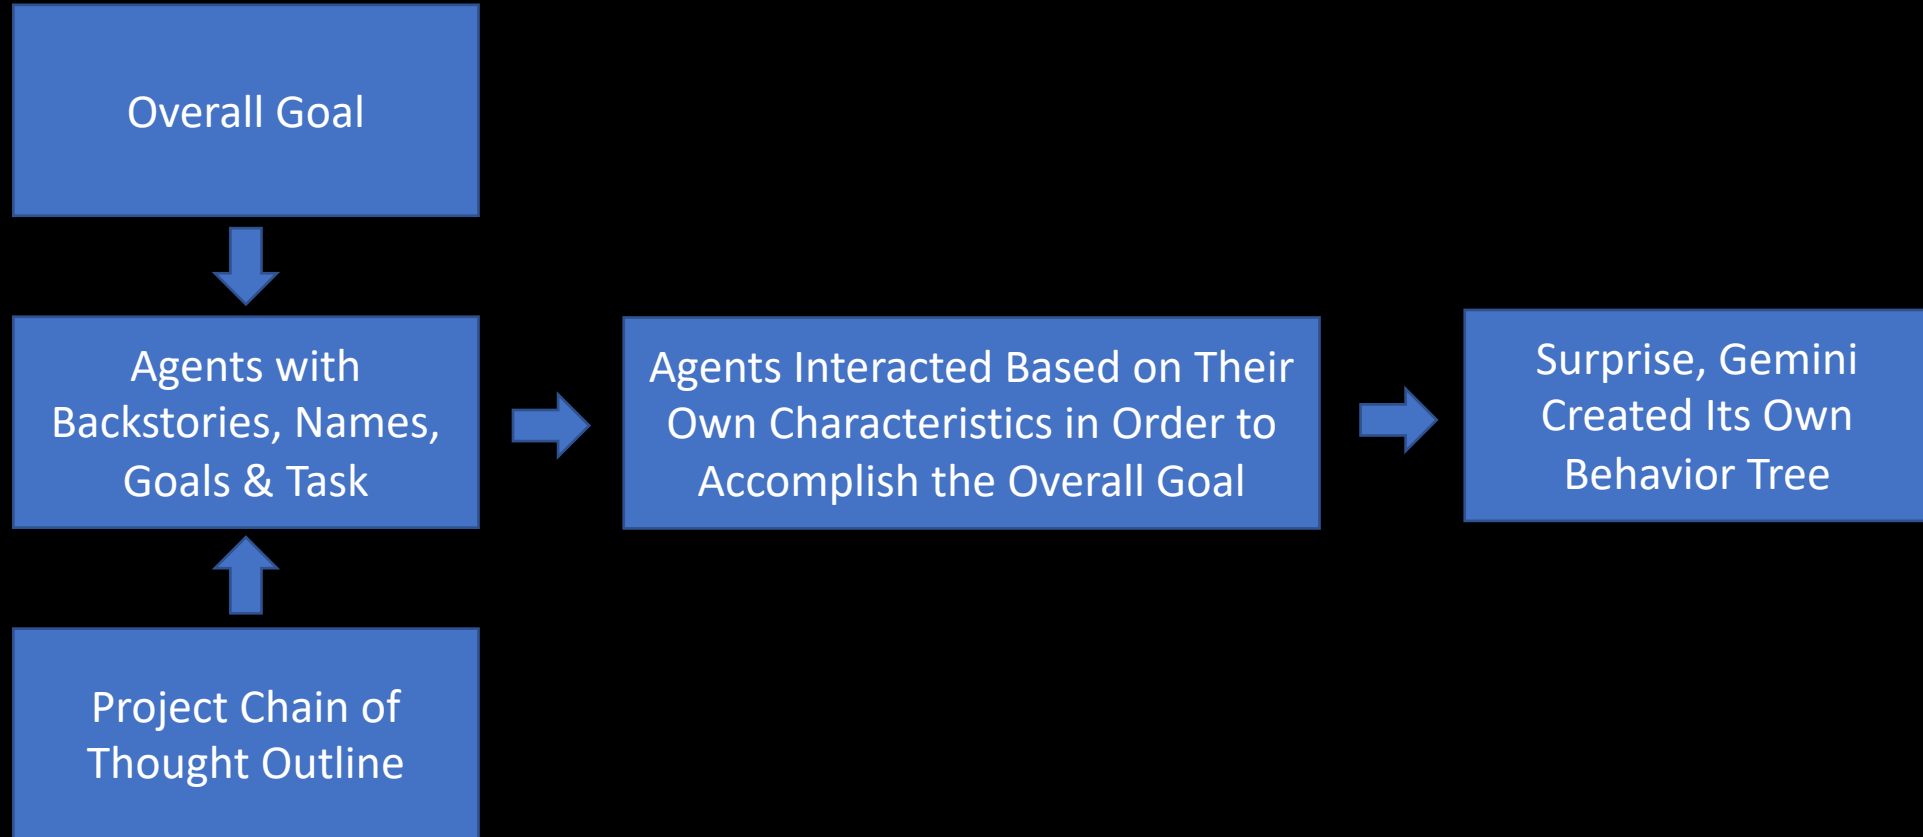 Overall Goal
Agents with
Backstories, Names,
Goals & Task
Project Chain of
Thought Outline
Agents Interacted Based on Their
Own Characteristics in Order to
Accomplish the Overall Goal
Surprise, Gemini
Created Its Own
Behavior Tree